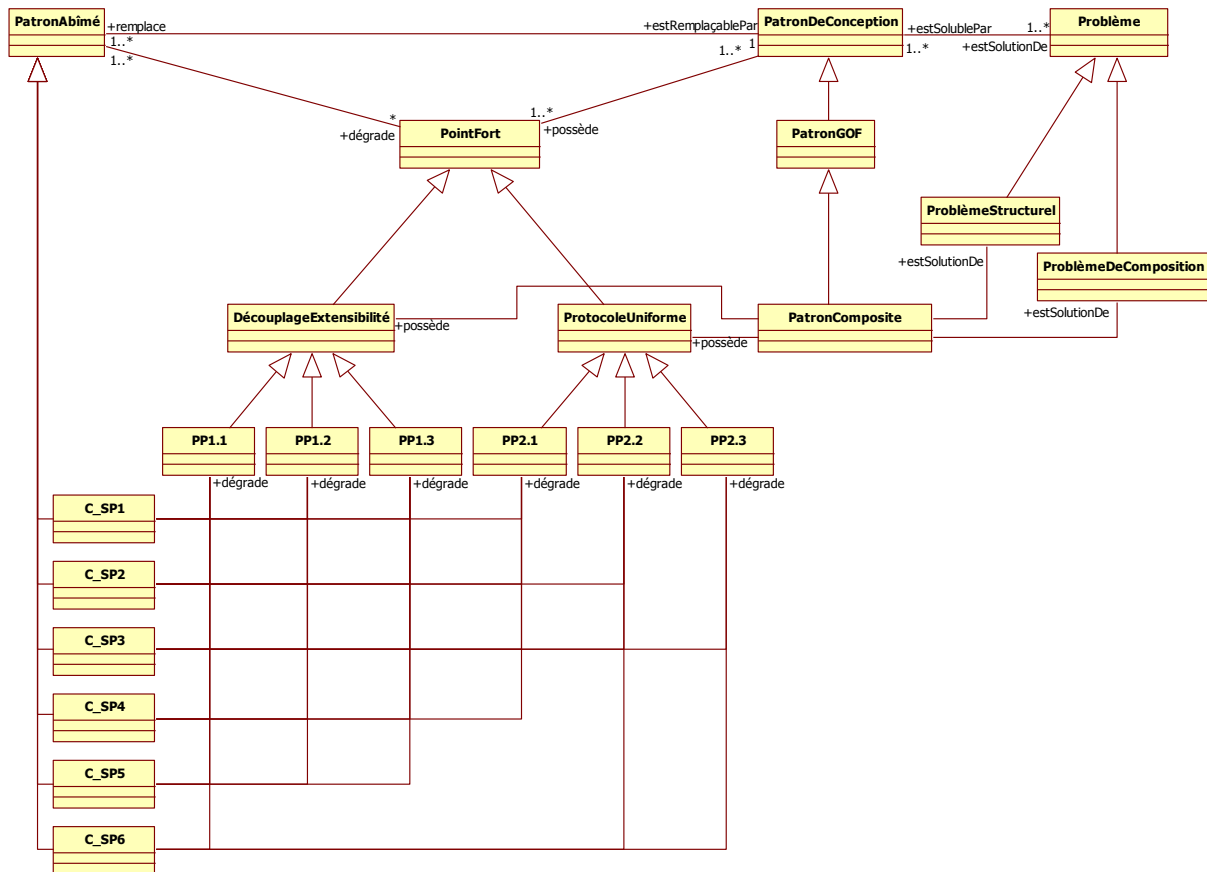 PatronAbîmé
+remplace
+estRemplaçablePar
PatronDeConception
+estSolublePar
1..*
Problème
1..*
1..*
1
1..*
+estSolutionDe
1..*
*
+dégrade
PointFort
1..*
+possède
PatronGOF
ProblèmeStructurel
+estSolutionDe
ProblèmeDeComposition
+estSolutionDe
DécouplageExtensibilité
+possède
ProtocoleUniforme
+possède
PatronComposite
PP1.1
PP1.2
PP1.3
PP2.1
PP2.2
PP2.3
+dégrade
+dégrade
+dégrade
+dégrade
+dégrade
+dégrade
C_SP1
C_SP2
C_SP3
C_SP4
C_SP5
C_SP6